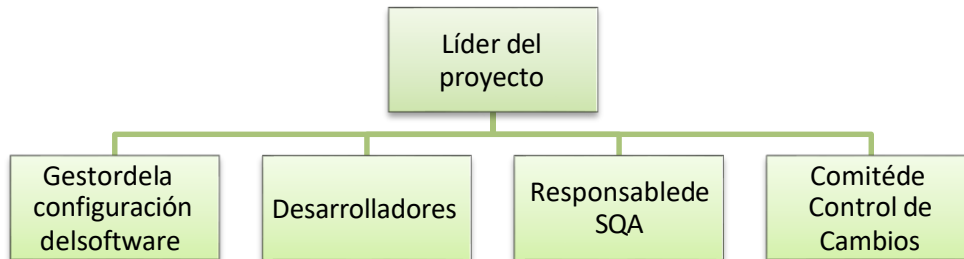 Líder del
proyecto
Gestordela
configuración
delsoftware
Desarrolladores
Responsablede
SQA
Comitéde
Control de
Cambios